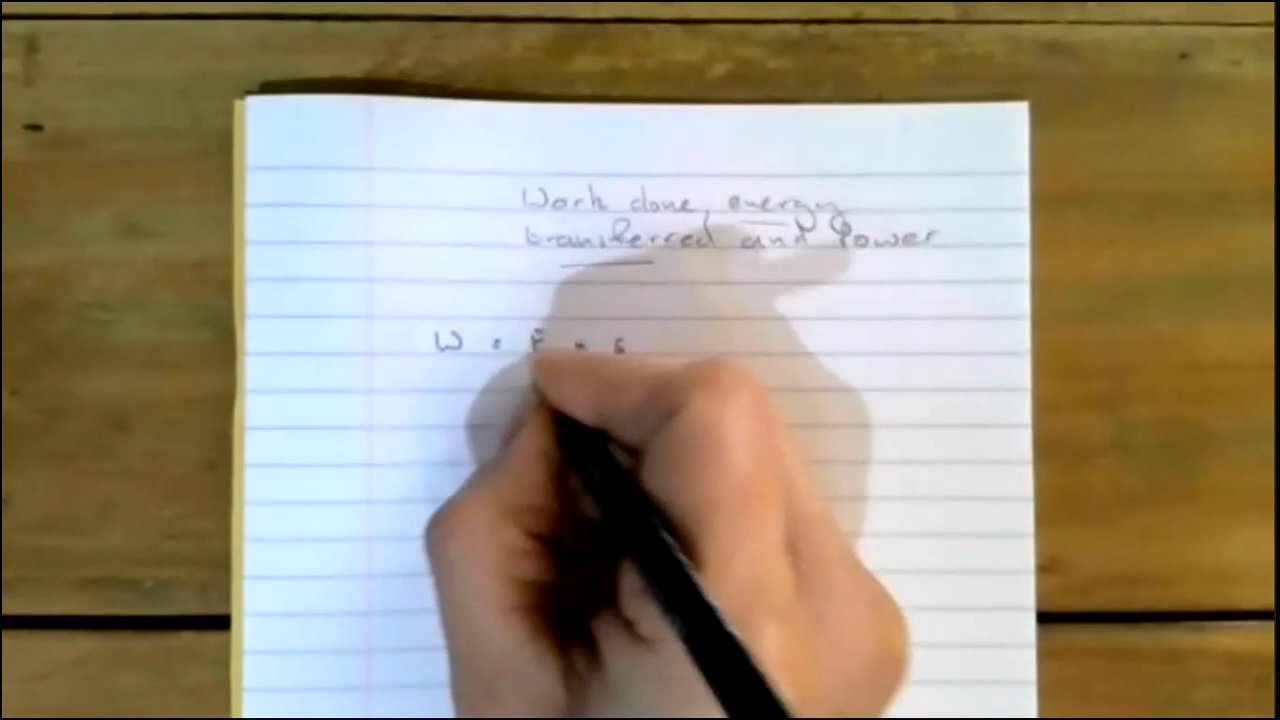 Work done, energy
transferred and Power
W = F × s